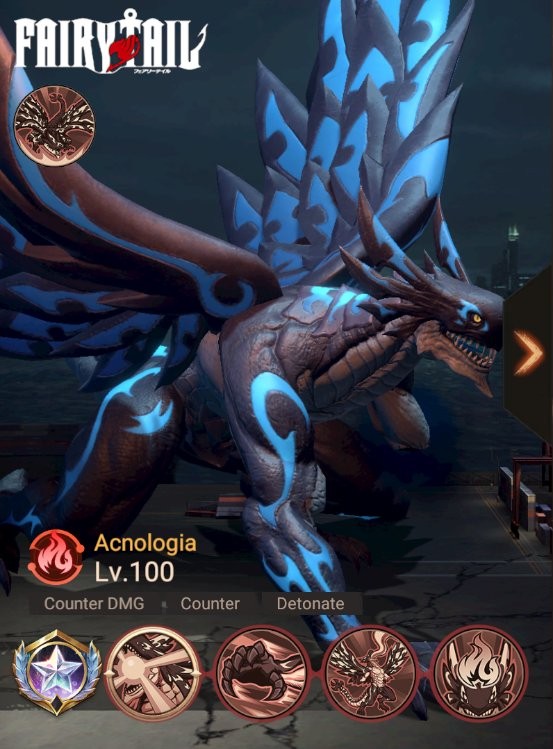 FAIRY TAIL
フェアリーテイル
Acnologia
Lv.100
Counter DMG Counter Detonate